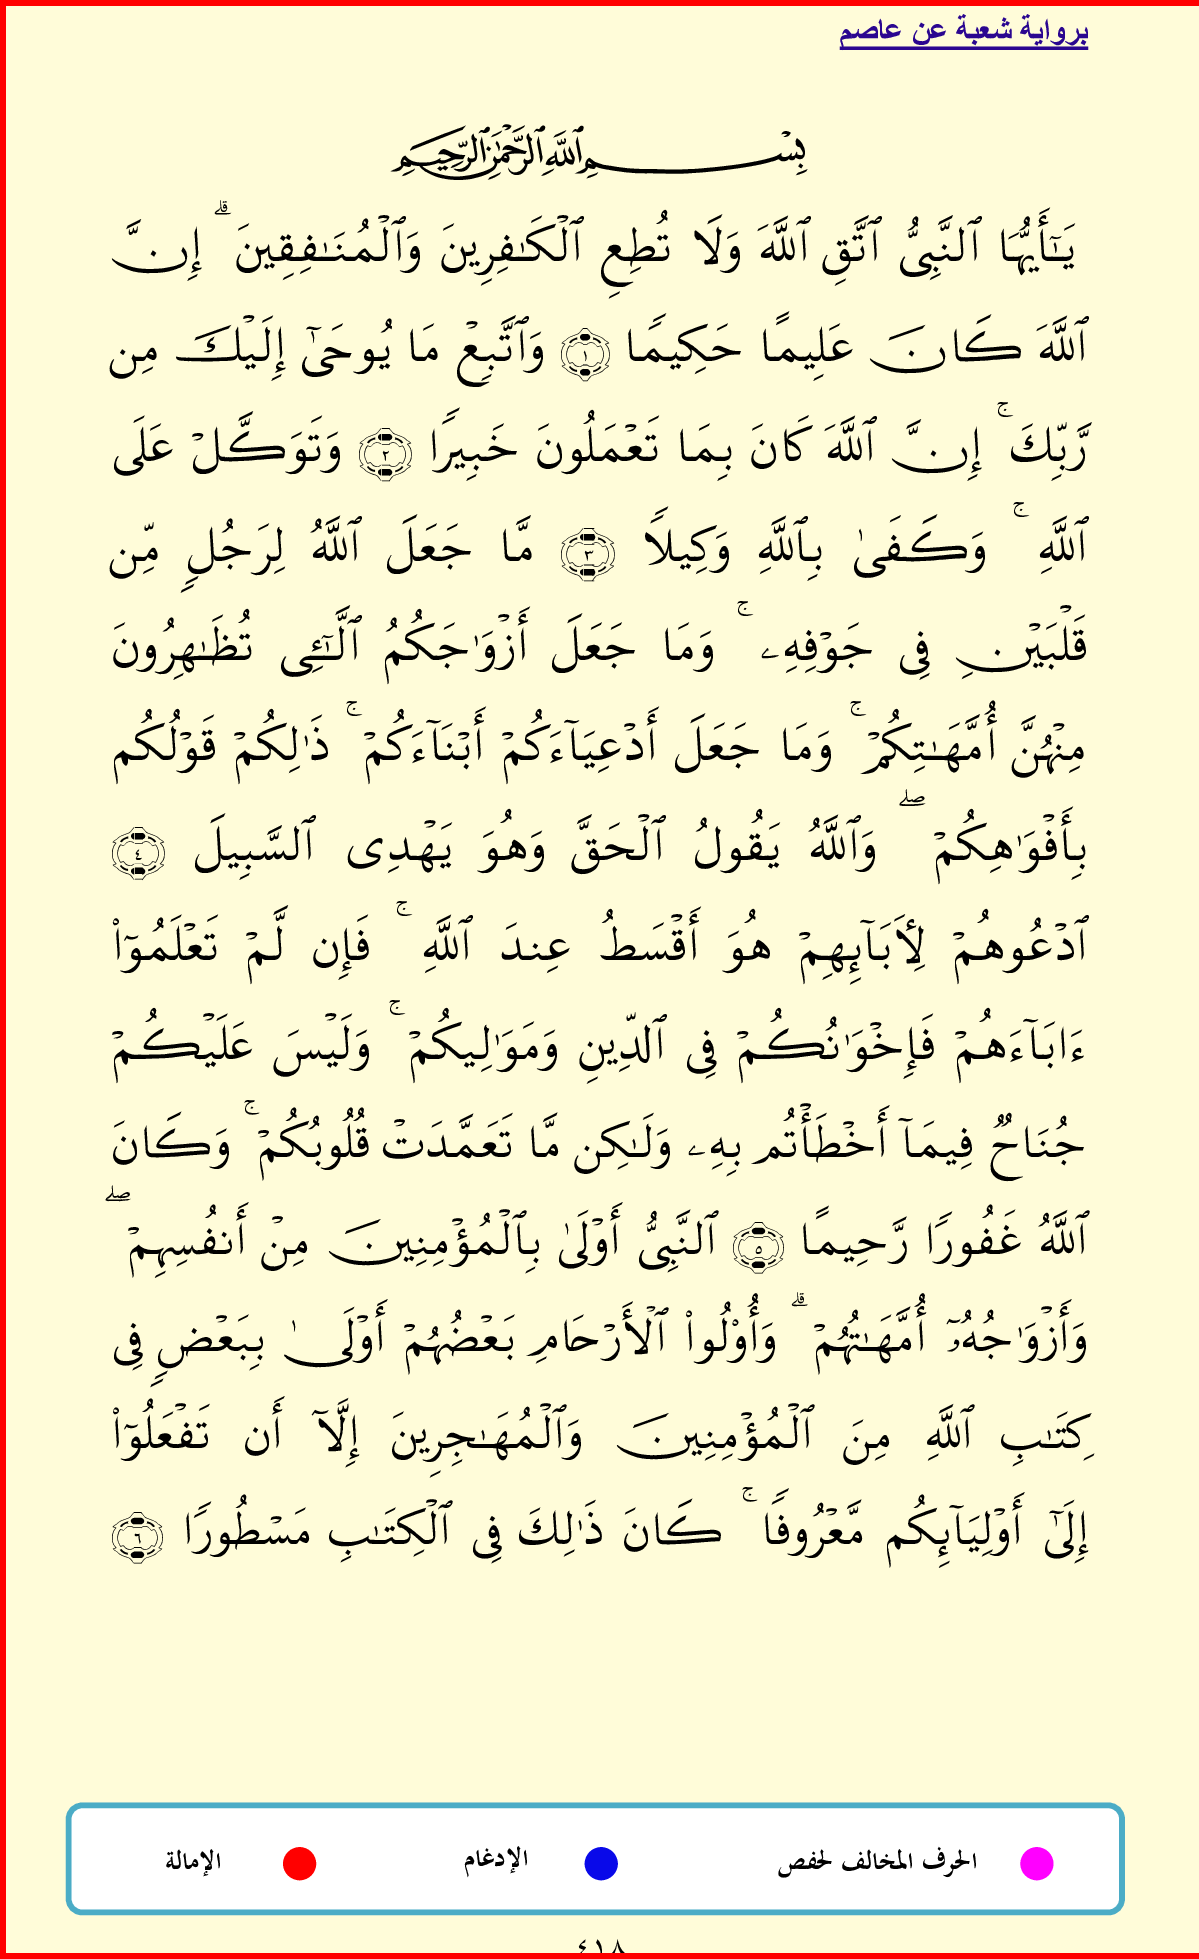 برواية شعبة عن عاصم
بِسْمِ ٱللَّهِ ٱلرَّحْمَٰنِ ٱلرَّحِيمِ
يَـٰٓأَيُّهَا ٱلنَّبِىُّ ٱتَّقِ ٱللَّهَ وَلَا تُطِعِ ٱلْكَـٰفِرِينَ وَٱلْمُنَـٰفِقِينَ ۗ إِنَّ
ٱللَّهَ كَانَ عَلِيمًا حَكِيمًا ١ وَٱتَّبِعْ مَا يُوحَىٰٓ إِلَيْكَ مِن
رَّبِّكَ ۚ إِنَّ ٱللَّهَ كَانَ بِمَا تَعْمَلُونَ خَبِيرًا ٢ وَتَوَكَّلْ عَلَى
ٱللَّهِ ۚ وَكَفَىٰ بِٱللَّهِ وَكِيلاً ٣ مَّا جَعَلَ ٱللَّهُ لِرَجُلٍ مِّن
قَلْبَيْنِ فِى جَوْفِهِۦ ۚ وَمَا جَعَلَ أَزْوَٰجَكُمُ ٱلَّـٰٓـِٔى تُظَـٰهِرُونَ
مِنْهُنَّ أُمَّهَـٰتِكُمْ ۚ وَمَا جَعَلَ أَدْعِيَآءَكُمْ أَبْنَآءَكُمْ ۚ ذَٰلِكُمْ قَوْلُكُم
بِأَفْوَٰهِكُمْ ۖ وَٱللَّهُ يَقُولُ ٱلْحَقَّ وَهُوَ يَهْدِى ٱلسَّبِيلَ ٤
ٱدْعُوهُمْ لِأَبَآئِهِمْ هُوَ أَقْسَطُ عِندَ ٱللَّهِ ۚ فَإِن لَّمْ تَعْلَمُوٓا۟
ءَابَآءَهُمْ فَإِخْوَٰنُكُمْ فِى ٱلدِّينِ وَمَوَٰلِيكُمْ ۚ وَلَيْسَ عَلَيْكُمْ
جُنَاحٌ فِيمَآ أَخْطَأْتُم بِهِۦ وَلَـٰكِن مَّا تَعَمَّدَتْ قُلُوبُكُمْ ۚ وَكَانَ
ٱللَّهُ غَفُورًا رَّحِيمًا ٥ ٱلنَّبِىُّ أَوْلَىٰ بِٱلْمُؤْمِنِينَ مِنْ أَنفُسِهِمْ ۖ
وَأَزْوَٰجُهُۥٓ أُمَّهَـٰتُهُمْ ۗ وَأُو۟لُوا۟ ٱلْأَرْحَامِ بَعْضُهُمْ أَوْلَىٰ بِبَعْضٍ فِى
كِتَـٰبِ ٱللَّهِ مِنَ ٱلْمُؤْمِنِينَ وَٱلْمُهَـٰجِرِينَ إِلَّآ أَن تَفْعَلُوٓا۟
إِلَىٰٓ أَوْلِيَآئِكُم مَّعْرُوفًا ۚ كَانَ ذَٰلِكَ فِى ٱلْكِتَـٰبِ مَسْطُورًا ٦
الحرف المخالف لحفص الإدغام الإمالة
٤١٨